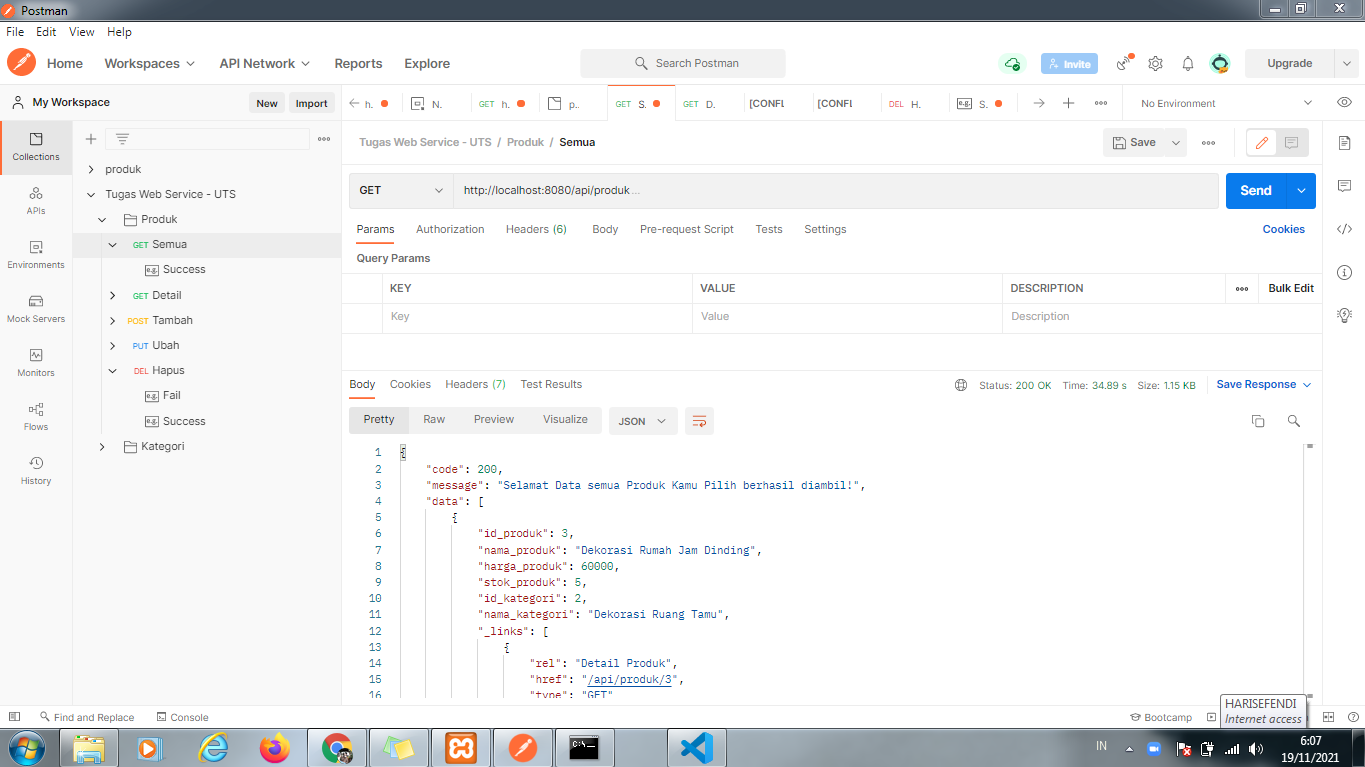 Postman
File Edit View Help
Home Workspaces API Network Reports Explore Search Postman Invite Upgrade
My Workspace New Import
h. N. GET h. p.. GET S. GET D. [CONFL [CONFL DEL H. e.g. S. No Environment
Collections
APIs
Environments
Mock Servers
Monitors
Flows
History
produk
Tugas Web Service - UTS
Produk
GET Semua
e.g. Success
GET Detail
POST Tambah
PUT Ubah
DEL Hapus
e.g. Fail
e.g. Success
Kategori
Tugas Web Service - UTS / Produk / Semua Save
GET http://localhost:8080/api/produk... Send
Params Authorization Headers (6) Body Pre-request Script Tests Settings Cookies
Query Params
KEY VALUE DESCRIPTION Bulk Edit
Key Value Description
Body Cookies Headers (7) Test Results Status: 200 OK Time: 34.89 s Size: 1.15 KB Save Response
Pretty Raw Preview Visualize JSON
1 {
2 "code": 200,
3 "message": "Selamat Data semua Produk Kamu Pilih berhasil diambil!",
4 "data": [
5 {
6 "id_produk": 3,
7 "nama_produk": "Dekorasi Rumah Jam Dinding",
8 "harga_produk": 60000,
9 "stok_produk": 5,
10 "id_kategori": 2,
11 "nama_kategori": "Dekorasi Ruang Tamu",
12 "_links": [
13 {
14 "rel": "Detail Produk",
15 "href": "/api/produk/3",
16 "type": "GET"
Find and Replace Console Bootcamp
HARISEFENDI
Internet access
IN 6:07
19/11/2021